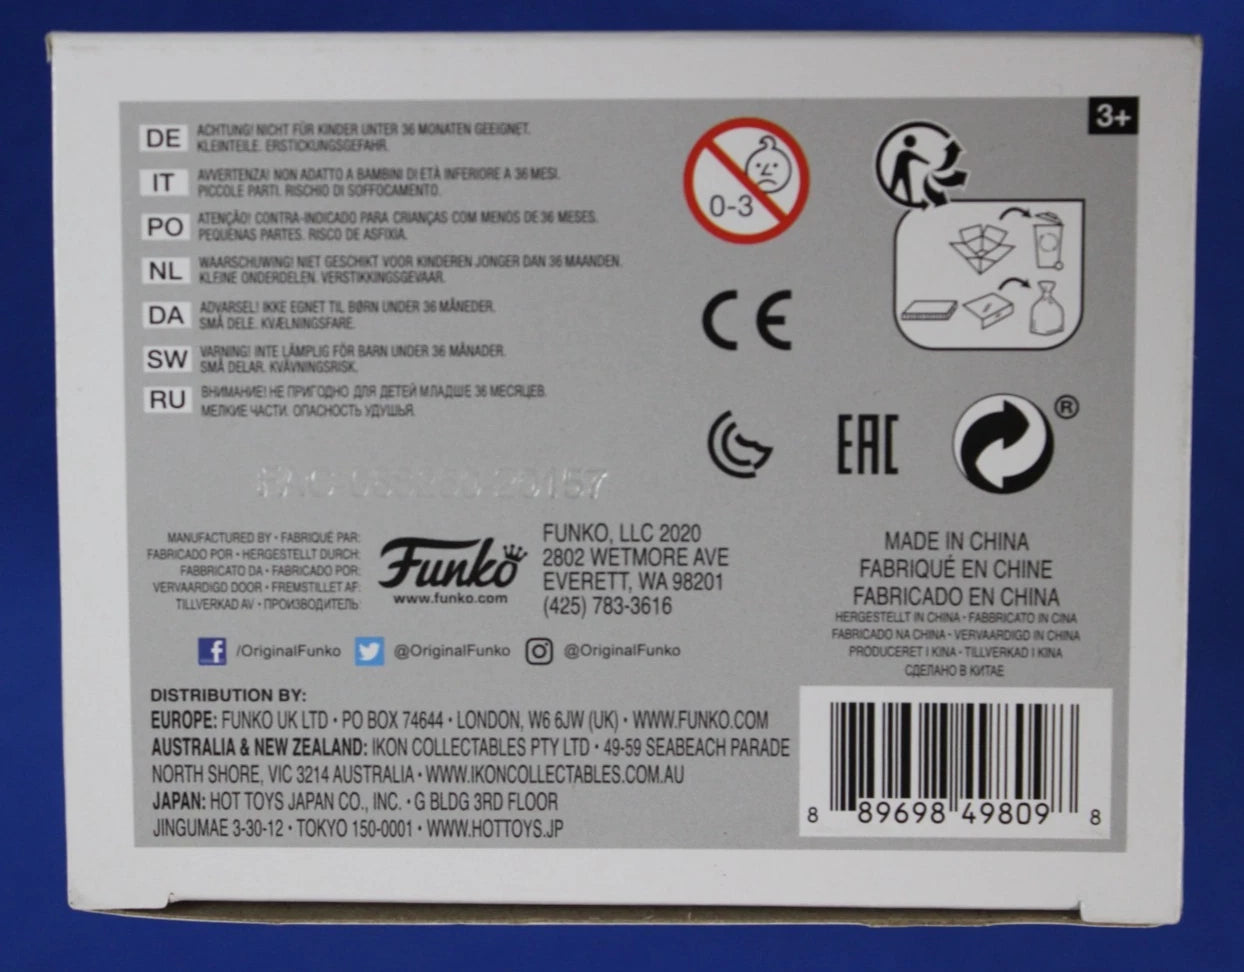 3+
DE ACHTUNG! NICHT FÜR KINDER UNTER 36 MONATEN GEEIGNET.
KLEINTEILE. ERSTICKUNGSGEFAHR.
IT AVVERTENZA! NON ADATTO A BAMBINI DI ETÀ INFERIORE A 36 MESI.
PICCOLE PARTI. RISCHIO DI SOFFOCAMENTO.
PO ATENÇÃO! CONTRA-INDICADO PARA CRIANÇAS COM MENOS DE 36 MESES.
PEQUENAS PARTES. RISCO DE ASFIXIA.
NL WAARSCHUWING! NIET GESCHIKT VOOR KINDEREN JONGER DAN 36 MAANDEN.
KLEINE ONDERDELEN. VERSTIKKINGSGEVAAR.
DA ADVARSEL! IKKE EGNET TIL BØRN UNDER 36 MÅNEDER.
SMÅ DELE. KVÆLNINGSFARE.
SW VARNING! INTE LÄMPLIG FÖR BARN UNDER 36 MÅNADER.
SMÅ DELAR. KVÄVNINGSRISK.
RU ВНИМАНИЕ! НЕ ПРИГОДНО ДЛЯ ДЕТЕЙ МЛАДШЕ 36 МЕСЯЦЕВ.
МЕЛКИЕ ЧАСТИ. ОПАСНОСТЬ УДУШЬЯ.
0-3
CE
EAC
®
FAC
MANUFACTURED BY • FABRIQUÉ PAR:
FABRICADO POR • HERGESTELLT DURCH:
FABBRICATO DA • FABRICADO POR:
VERVAARDIGD DOOR • FREMSTILLET AF:
TILLVERKAD AV • ПРОИЗВОДИТЕЛЬ:
Funko
www.funko.com
FUNKO, LLC 2020
2802 WETMORE AVE
EVERETT, WA 98201
(425) 783-3616
MADE IN CHINA
FABRIQUÉ EN CHINE
FABRICADO EN CHINA
HERGESTELLT IN CHINA • FABBRICATO IN CINA
FABRICADO NA CHINA • VERVAARDIGD IN CHINA
PRODUCERET I KINA • TILLVERKAD I KINA
СДЕЛАНО В КИТАЕ
/OriginalFunko @OriginalFunko @OriginalFunko
DISTRIBUTION BY:
EUROPE: FUNKO UK LTD • PO BOX 74644 • LONDON, W6 6JW (UK) • WWW.FUNKO.COM
AUSTRALIA & NEW ZEALAND: IKON COLLECTABLES PTY LTD • 49-59 SEABEACH PARADE
NORTH SHORE, VIC 3214 AUSTRALIA • WWW.IKONCOLLECTABLES.COM.AU
JAPAN: HOT TOYS JAPAN CO., INC. • G BLDG 3RD FLOOR
JINGUMAE 3-30-12 • TOKYO 150-0001 • WWW.HOTTOYS.JP
8 89698 49809 8